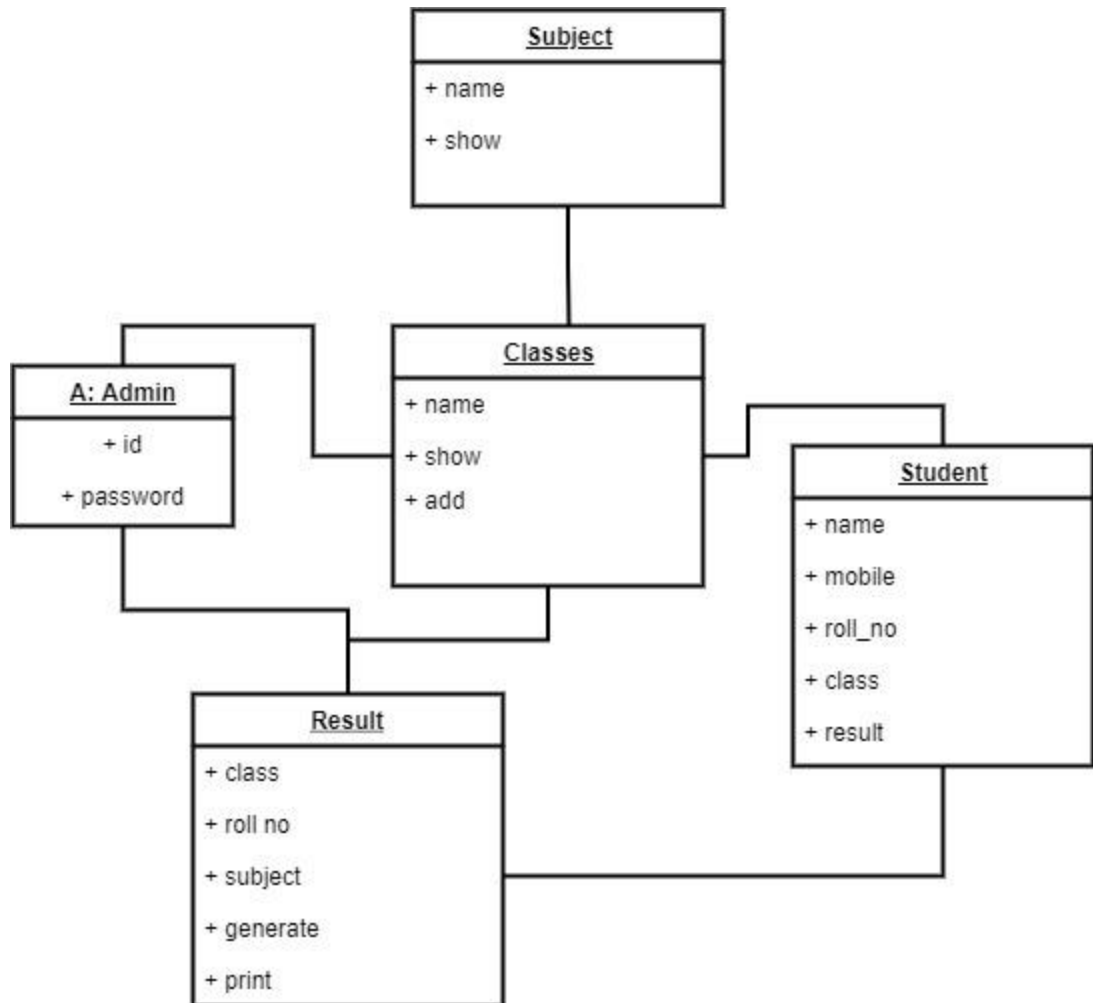 Subject
+ name
+ show
Classes
+ name
+ show
+ add
A: Admin
+ id
+ password
Student
+ name
+ mobile
+ roll_no
+ class
+ result
Result
+ class
+ roll no
+ subject
+ generate
+ print